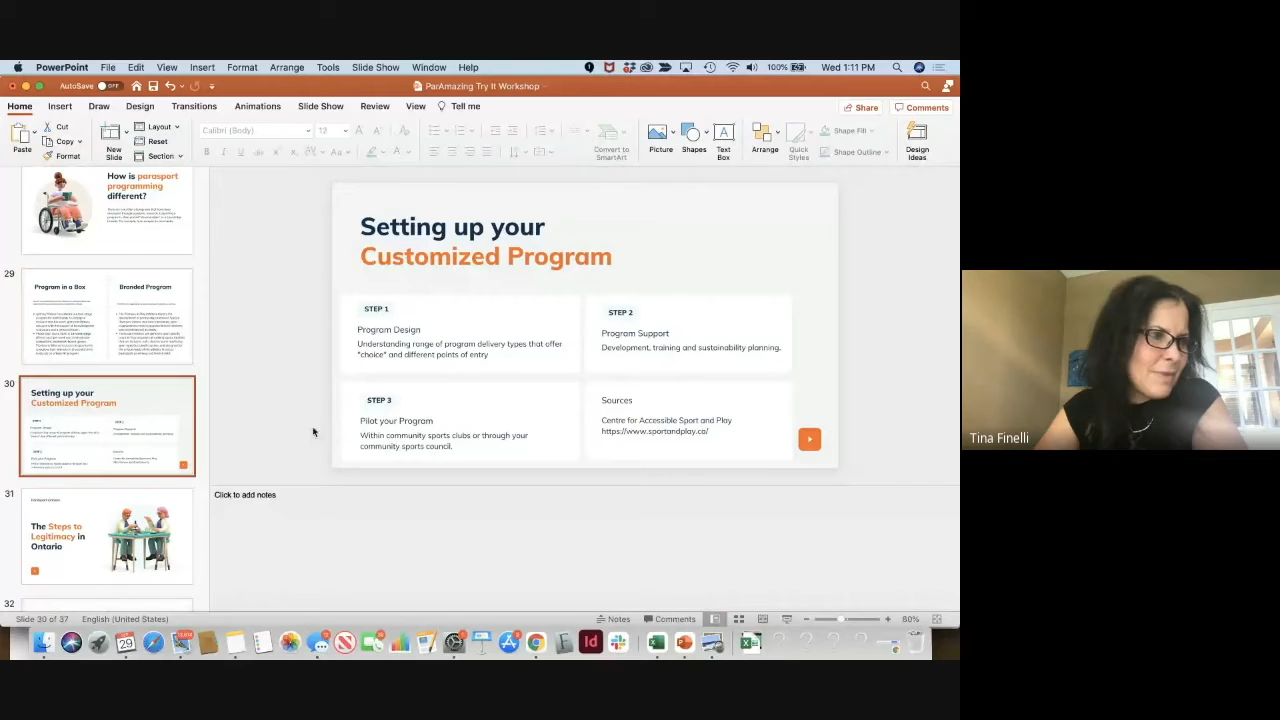 PowerPoint File Edit View Insert Format Arrange Tools Slide Show Window Help 100% Wed 1:11 PM
AutoSave OFF ParAmazing Try It Workshop
Home Insert Draw Design Transitions Animations Slide Show Review View Tell me Share Comments
Paste Cut Copy Format
New Slide Layout Reset Section
Calibri (Body) 12
Convert to SmartArt
Picture Shapes Text Box Arrange Quick Styles Shape Fill Shape Outline Design Ideas
How is parasport
programming
different?
29
Program in a Box Branded Program
30
Setting up your
Customized Program
31
The Steps to
Legitimacy in
Ontario
32
Setting up your
Customized Program
STEP 1
Program Design
Understanding range of program delivery types that offer
"choice" and different points of entry
STEP 2
Program Support
Development, training and sustainability planning.
STEP 3
Pilot your Program
Within community sports clubs or through your
community sports council.
Sources
Centre for Accessible Sport and Play
https://www.sportandplay.ca/
Click to add notes
Slide 30 of 37 English (United States) Notes Comments 80%
Tina Finelli